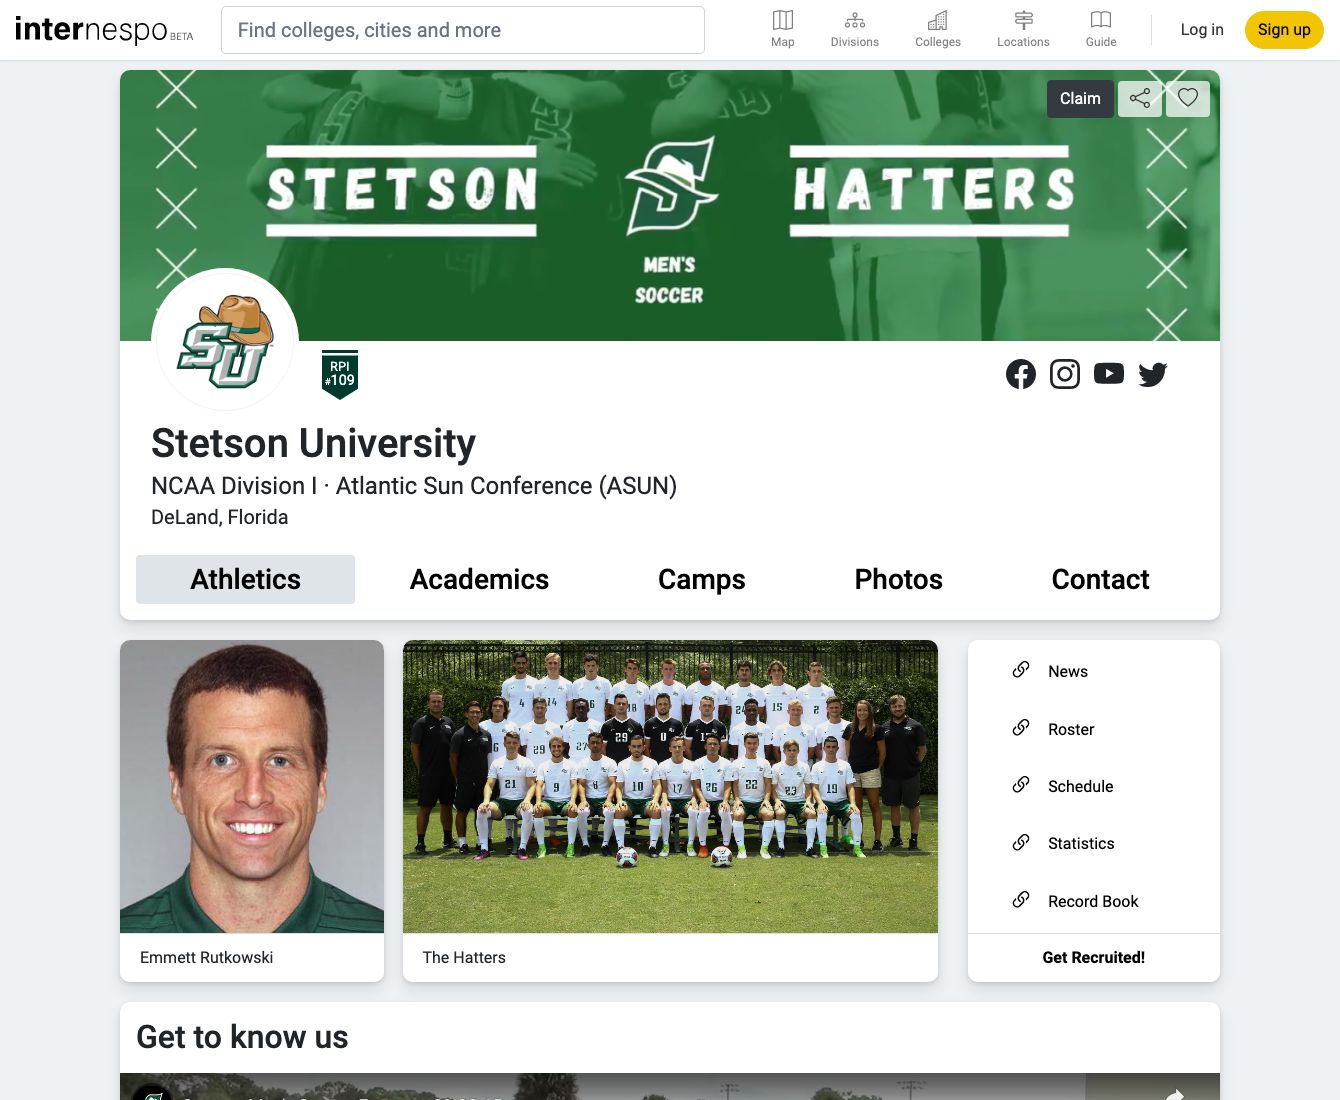 internespo BETA
Find colleges, cities and more
Map
Divisions
Colleges
Locations
Guide
Log in
Sign up
Claim
STETSON
HATTERS
MEN'S
SOCCER
SU
RPI
#109
Stetson University
NCAA Division I · Atlantic Sun Conference (ASUN)
DeLand, Florida
Athletics
Academics
Camps
Photos
Contact
News
Roster
Schedule
Statistics
Record Book
Emmett Rutkowski
The Hatters
Get Recruited!
Get to know us